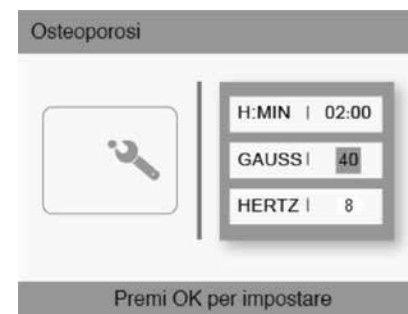 Osteoporosi
H:MIN | 02:00
GAUSS | 40
HERTZ | 8
Premi OK per impostare